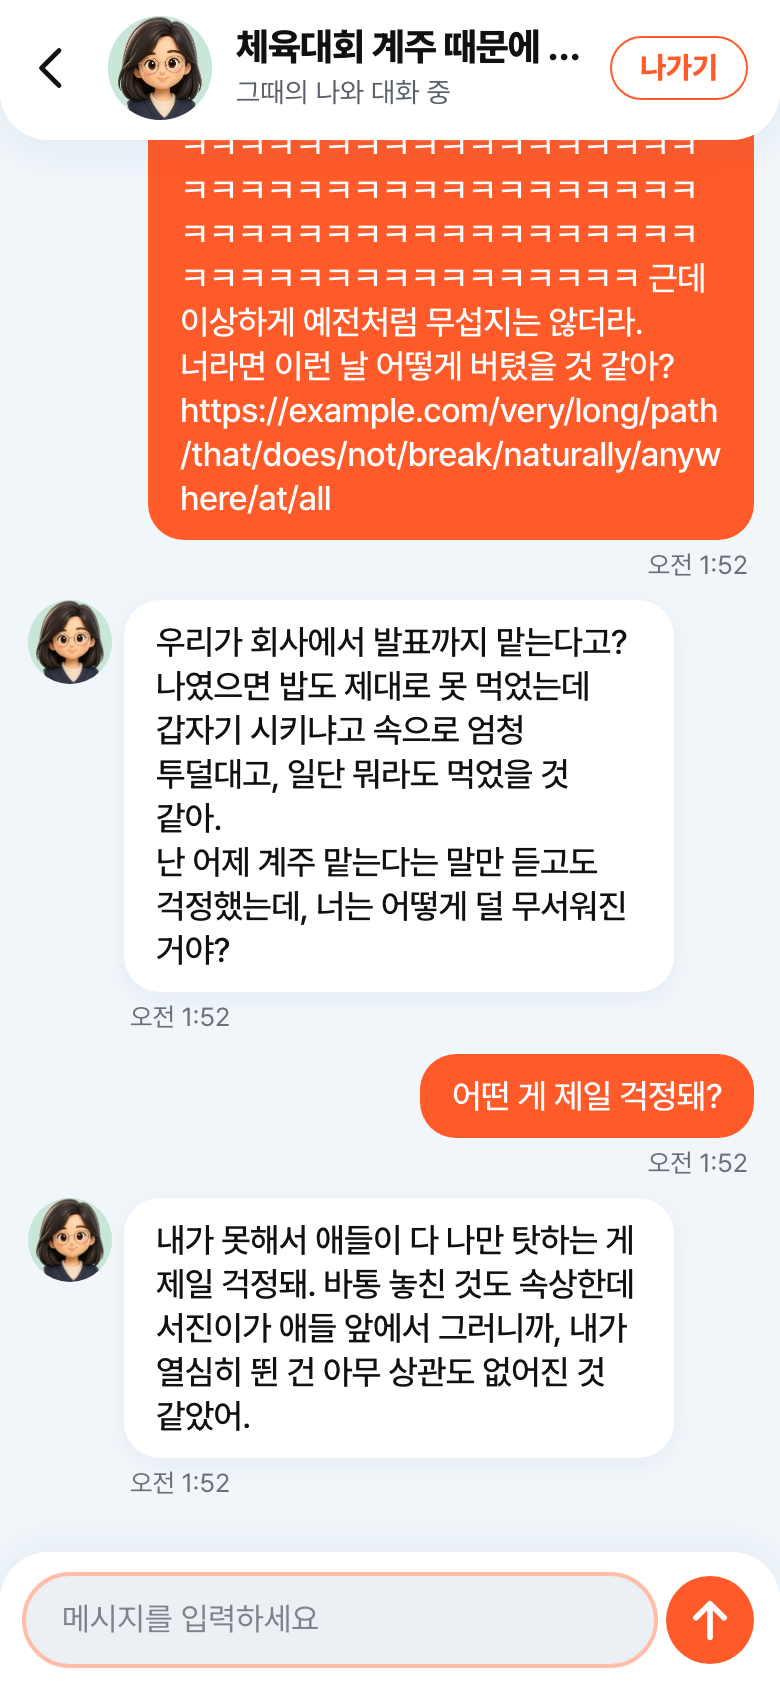 체육대회 계주 때문에 ...
그때의 나와 대화 중
나가기
ㅋㅋㅋㅋㅋㅋㅋㅋㅋㅋㅋㅋㅋㅋㅋㅋㅋㅋ
ㅋㅋㅋㅋㅋㅋㅋㅋㅋㅋㅋㅋㅋㅋㅋㅋㅋㅋ
ㅋㅋㅋㅋㅋㅋㅋㅋㅋㅋㅋㅋㅋㅋㅋㅋㅋㅋ
ㅋㅋㅋㅋㅋㅋㅋㅋㅋㅋㅋㅋㅋㅋㅋㅋ 근데
이상하게 예전처럼 무섭지는 않더라.
너라면 이런 날 어떻게 버텼을 것 같아?
https://example.com/very/long/path
/that/does/not/break/naturally/anyw
here/at/all
오전 1:52
우리가 회사에서 발표까지 맡는다고?
나였으면 밥도 제대로 못 먹었는데
갑자기 시키냐고 속으로 엄청
투덜대고, 일단 뭐라도 먹었을 것
같아.
난 어제 계주 맡는다는 말만 듣고도
걱정했는데, 너는 어떻게 덜 무서워진
거야?
오전 1:52
어떤 게 제일 걱정돼?
오전 1:52
내가 못해서 애들이 다 나만 탓하는 게
제일 걱정돼. 바통 놓친 것도 속상한데
서진이가 애들 앞에서 그러니까, 내가
열심히 뛴 건 아무 상관도 없어진 것
같았어.
오전 1:52
메시지를 입력하세요